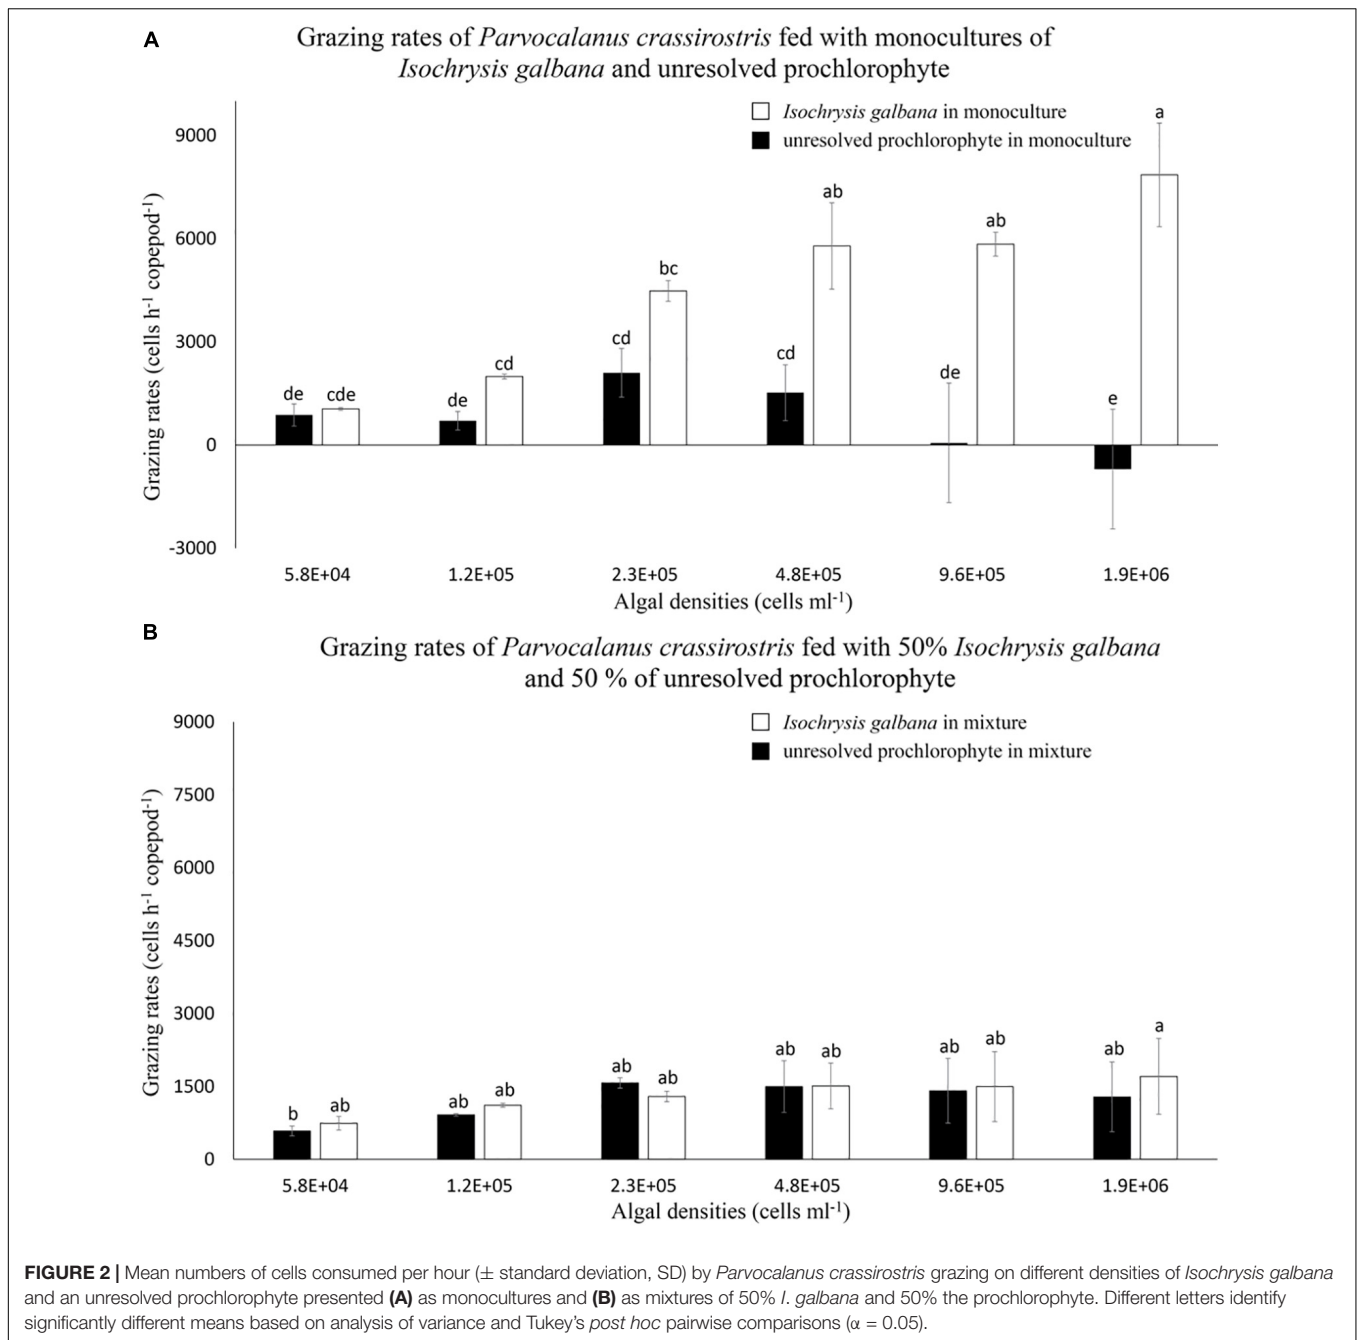 A
Grazing rates of Parvocalanus crassirostris fed with monocultures of
Isochrysis galbana and unresolved prochlorophyte
Isochrysis galbana in monoculture
unresolved prochlorophyte in monoculture
Grazing rates (cells h-1 copepod-1)
9000
6000
3000
0
-3000
de cde de cd cd bc cd ab de ab e a
5.8E+04 1.2E+05 2.3E+05 4.8E+05 9.6E+05 1.9E+06
Algal densities (cells ml-1)
B
Grazing rates of Parvocalanus crassirostris fed with 50% Isochrysis galbana
and 50 % of unresolved prochlorophyte
Isochrysis galbana in mixture
unresolved prochlorophyte in mixture
Grazing rates (cells h-1 copepod-1)
9000
7500
6000
4500
3000
1500
0
b ab ab ab ab ab ab ab ab ab ab a
5.8E+04 1.2E+05 2.3E+05 4.8E+05 9.6E+05 1.9E+06
Algal densities (cells ml-1)
FIGURE 2 | Mean numbers of cells consumed per hour (± standard deviation, SD) by Parvocalanus crassirostris grazing on different densities of Isochrysis galbana
and an unresolved prochlorophyte presented (A) as monocultures and (B) as mixtures of 50% I. galbana and 50% the prochlorophyte. Different letters identify
significantly different means based on analysis of variance and Tukey's post hoc pairwise comparisons (α = 0.05).